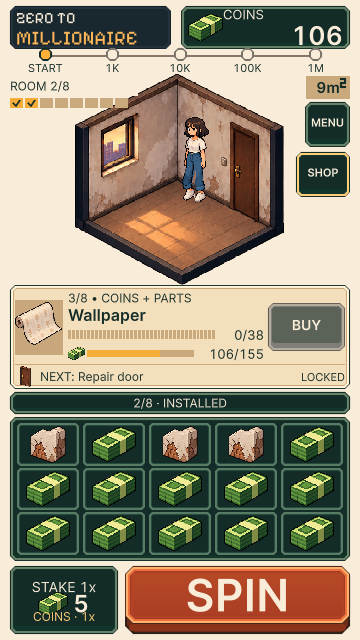 ZERO TO
MILLIONAIRE
COINS
106
START 1K 10K 100K 1M
ROOM 2/8
9m²
MENU
SHOP
3/8 • COINS + PARTS
Wallpaper
0/38
106/155
BUY
NEXT: Repair door
LOCKED
2/8 · INSTALLED
STAKE 1x
5
COINS · 1x
SPIN